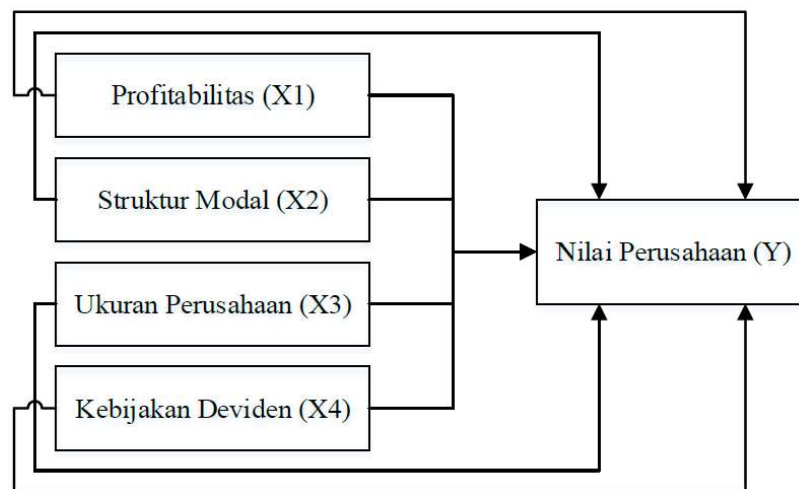 Profitabilitas (X1)
Struktur Modal (X2)
Nilai Perusahaan (Y)
Ukuran Perusahaan (X3)
Kebijakan Deviden (X4)